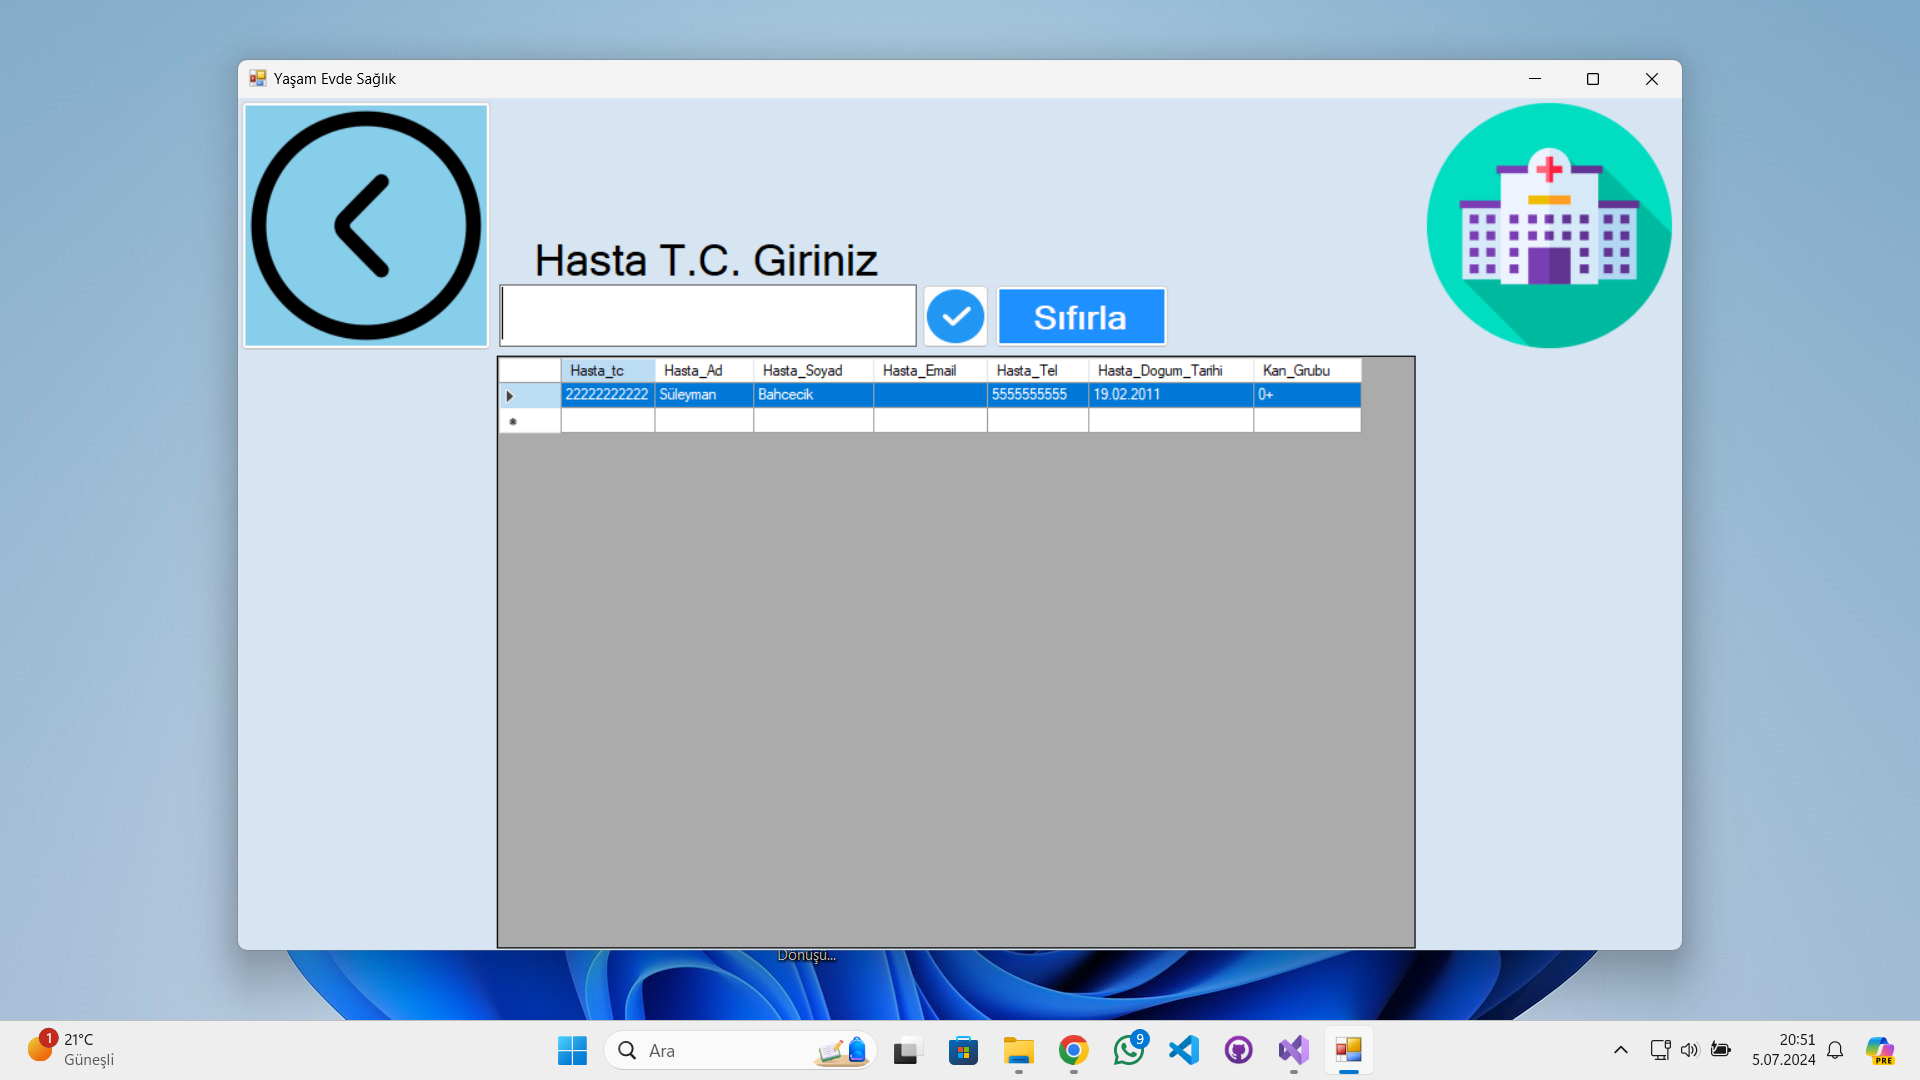 Yaşam Evde Sağlık
Hasta T.C. Giriniz
Sıfırla
Hasta_tc Hasta_Ad Hasta_Soyad Hasta_Email Hasta_Tel Hasta_Dogum_Tarihi Kan_Grubu
22222222222 Süleyman Bahcecik 5555555555 19.02.2011 0+
Dönüşü...
1
21°C
Güneşli
Ara
9
20:51
5.07.2024
PRE